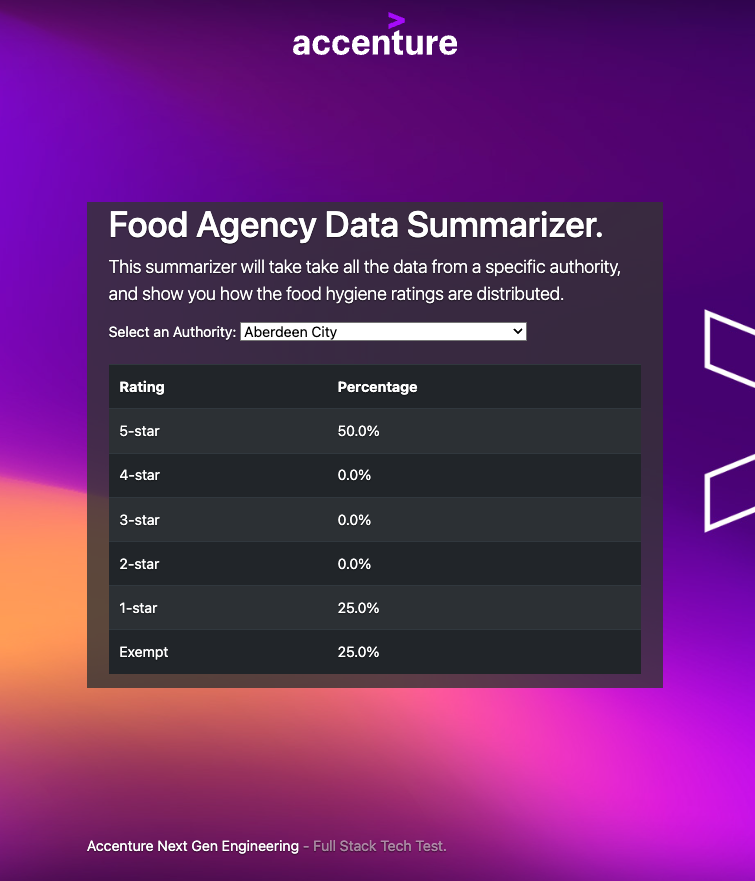 accenture
Food Agency Data Summarizer.
This summarizer will take take all the data from a specific authority,
and show you how the food hygiene ratings are distributed.
Select an Authority: Aberdeen City
Rating Percentage
5-star 50.0%
4-star 0.0%
3-star 0.0%
2-star 0.0%
1-star 25.0%
Exempt 25.0%
Accenture Next Gen Engineering - Full Stack Tech Test.